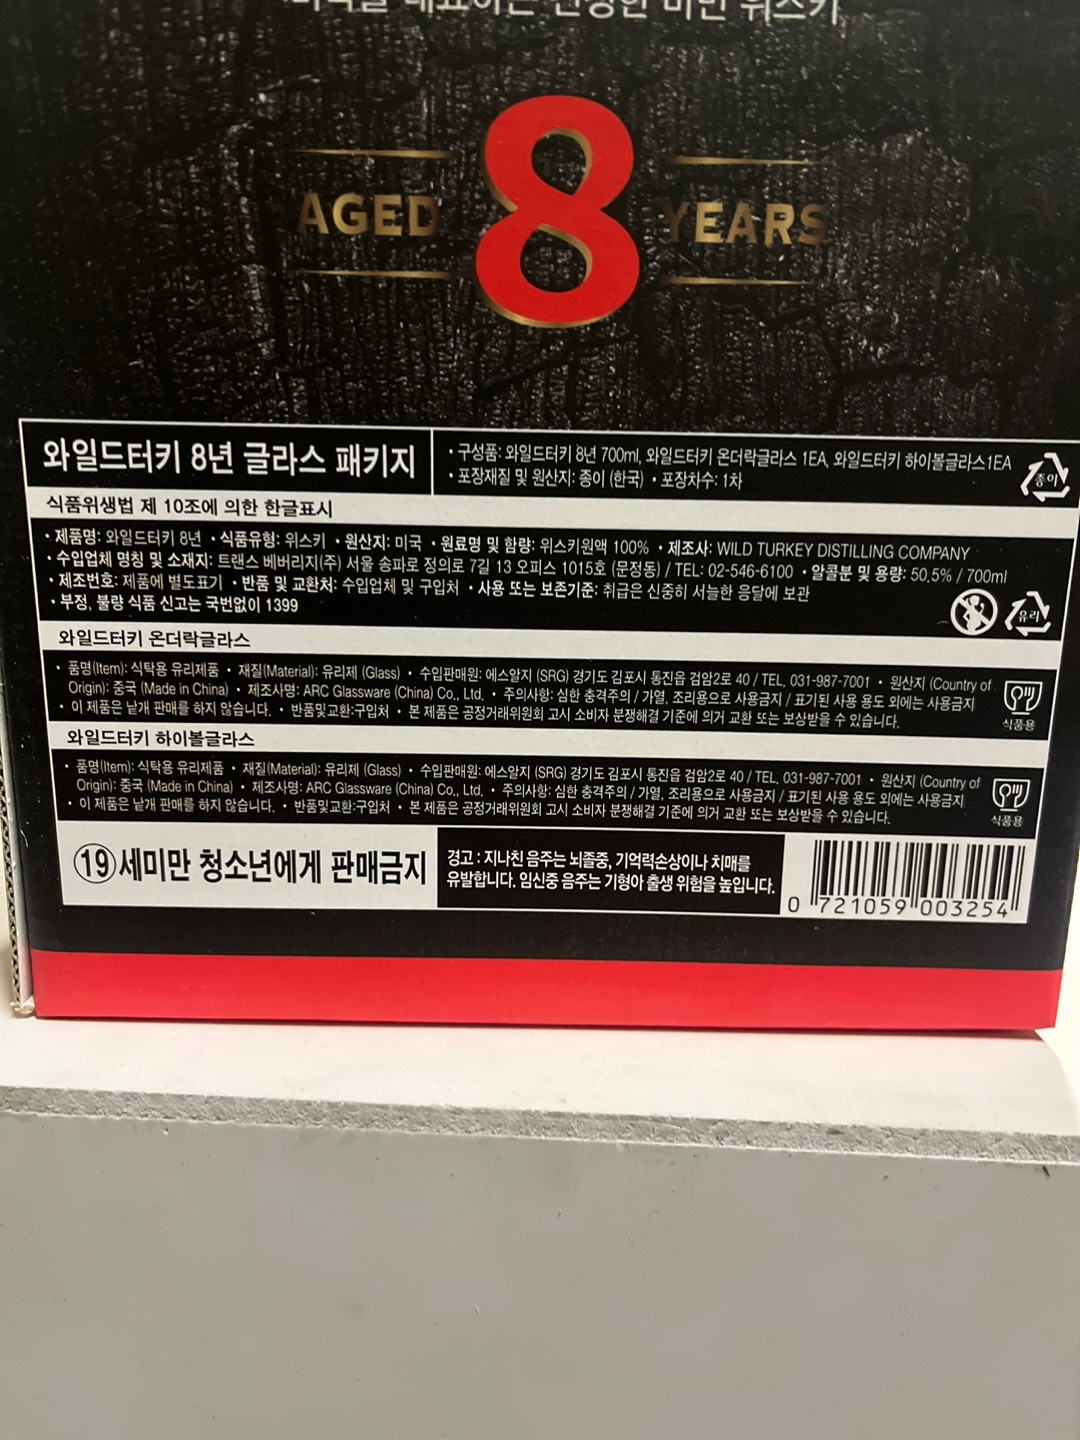 대표하는 진정한 버번 위스키
AGED 8 YEARS
와일드터키 8년 글라스 패키지
• 구성품: 와일드터키 8년 700ml, 와일드터키 온더락글라스 1EA, 와일드터키 하이볼글라스1EA
• 포장재질 및 원산지: 종이 (한국) • 포장차수: 1차
종이
식품위생법 제 10조에 의한 한글표시
• 제품명: 와일드터키 8년 • 식품유형: 위스키 • 원산지: 미국 • 원료명 및 함량: 위스키원액 100% • 제조사: WILD TURKEY DISTILLING COMPANY
• 수입업체 명칭 및 소재지: 트랜스 베버리지(주) 서울 송파로 정의로 7길 13 오피스 1015호 (문정동) / TEL: 02-546-6100 • 알콜분 및 용량: 50.5% / 700ml
• 제조번호: 제품에 별도표기 • 반품 및 교환처: 수입업체 및 구입처 • 사용 또는 보존기준: 취급은 신중히 서늘한 응달에 보관
• 부정, 불량 식품 신고는 국번없이 1399
유리
와일드터키 온더락글라스
• 품명(Item): 식탁용 유리제품 • 재질(Material): 유리제 (Glass) • 수입판매원: 에스알지 (SRG) 경기도 김포시 통진읍 검암2로 40 / TEL. 031-987-7001 • 원산지 (Country of
Origin): 중국 (Made in China) • 제조사명: ARC Glassware (China) Co., Ltd. • 주의사항: 심한 충격주의 / 가열, 조리용으로 사용금지 / 표기된 사용 용도 외에는 사용금지
• 이 제품은 낱개 판매를 하지 않습니다. • 반품및교환:구입처 • 본 제품은 공정거래위원회 고시 소비자 분쟁해결 기준에 의거 교환 또는 보상받을 수 있습니다.
식품용
와일드터키 하이볼글라스
• 품명(Item): 식탁용 유리제품 • 재질(Material): 유리제 (Glass) • 수입판매원: 에스알지 (SRG) 경기도 김포시 통진읍 검암2로 40 / TEL. 031-987-7001 • 원산지 (Country of
Origin): 중국 (Made in China) • 제조사명: ARC Glassware (China) Co., Ltd. • 주의사항: 심한 충격주의 / 가열, 조리용으로 사용금지 / 표기된 사용 용도 외에는 사용금지
• 이 제품은 낱개 판매를 하지 않습니다. • 반품및교환:구입처 • 본 제품은 공정거래위원회 고시 소비자 분쟁해결 기준에 의거 교환 또는 보상받을 수 있습니다.
식품용
19세미만 청소년에게 판매금지
경고 : 지나친 음주는 뇌졸중, 기억력손상이나 치매를
유발합니다. 임신중 음주는 기형아 출생 위험을 높입니다.
0 721059 003254